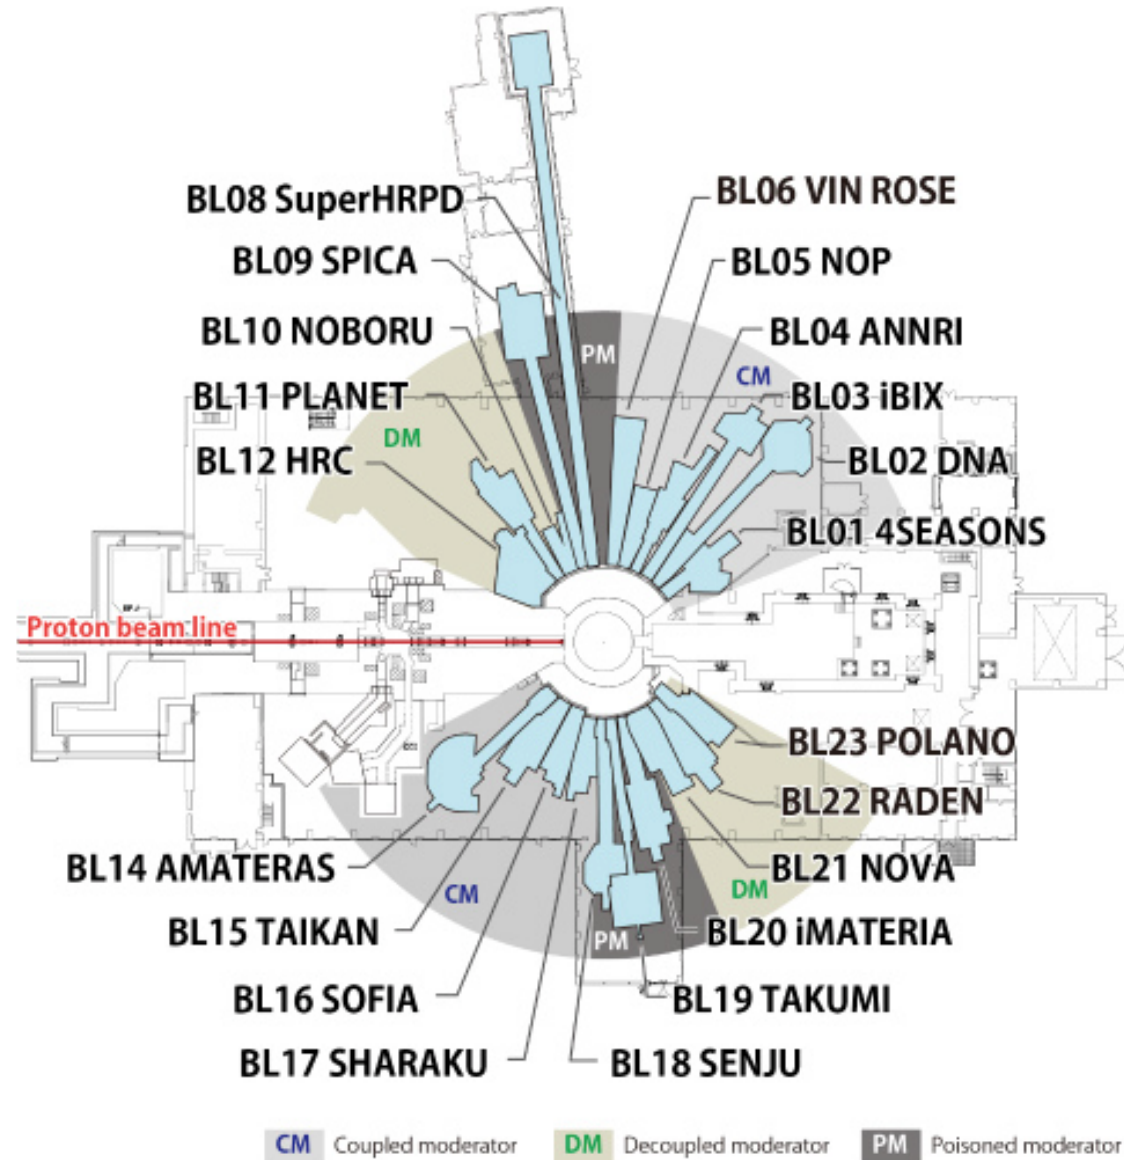 BL08 SuperHRPD
BL06 VIN ROSE
BL09 SPICA
BL05 NOP
BL10 NOBORU
BL04 ANNRI
PM
CM
BL11 PLANET
BL03 iBIX
DM
BL12 HRC
BL02 DNA
BL01 4SEASONS
Proton beam line
BL23 POLANO
BL22 RADEN
BL14 AMATERAS
BL21 NOVA
CM
DM
BL15 TAIKAN
PM
BL20 iMATERIA
BL16 SOFIA
BL19 TAKUMI
BL17 SHARAKU
BL18 SENJU
CM Coupled moderator DM Decoupled moderator PM Poisoned moderator